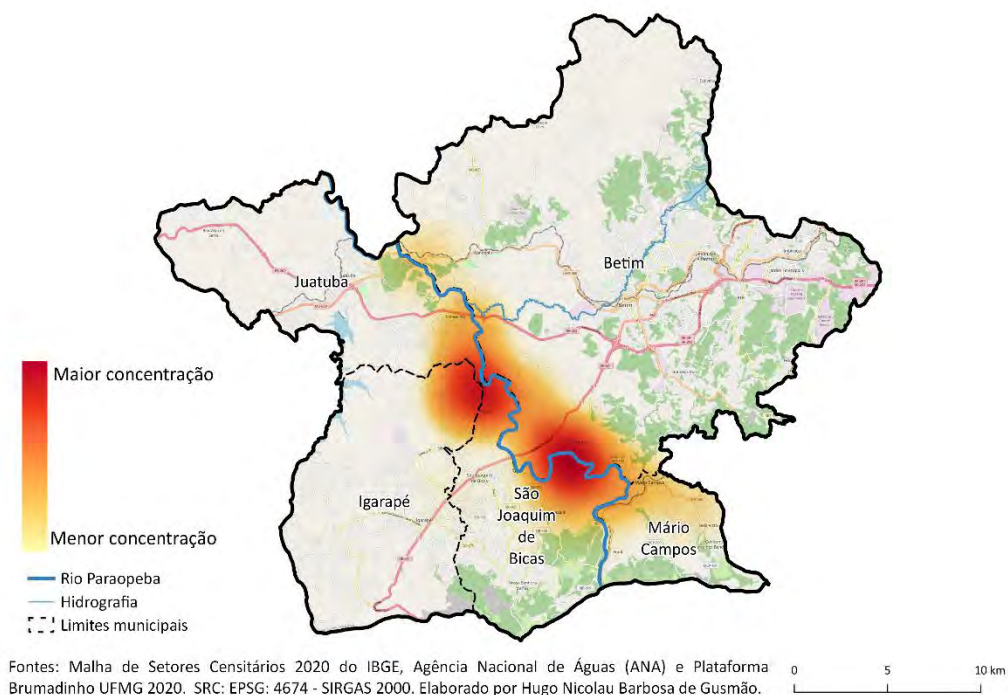 Betim
Juatuba
Maior concentração
Igarapé
São
Joaquim
de
Bicas
Mário
Campos
Menor concentração
Rio Paraopeba
Hidrografia
Limites municipais
Fontes: Malha de Setores Censitários 2020 do IBGE, Agência Nacional de Águas (ANA) e Plataforma
Brumadinho UFMG 2020. SRC: EPSG: 4674 - SIRGAS 2000. Elaborado por Hugo Nicolau Barbosa de Gusmão.
0 5 10 km